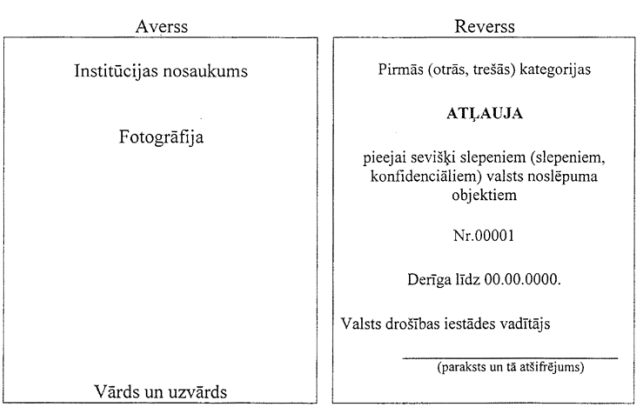 Averss
Institūcijas nosaukums
Fotogrāfija
Vārds un uzvārds
Reverss
Pirmās (otrās, trešās) kategorijas
ATĻAUJA
pieejai sevišķi slepeniem (slepeniem,
konfidenciāliem) valsts noslēpuma
objektiem
Nr.00001
Derīga līdz 00.00.0000.
Valsts drošības iestādes vadītājs
(paraksts un tā atšifrējums)